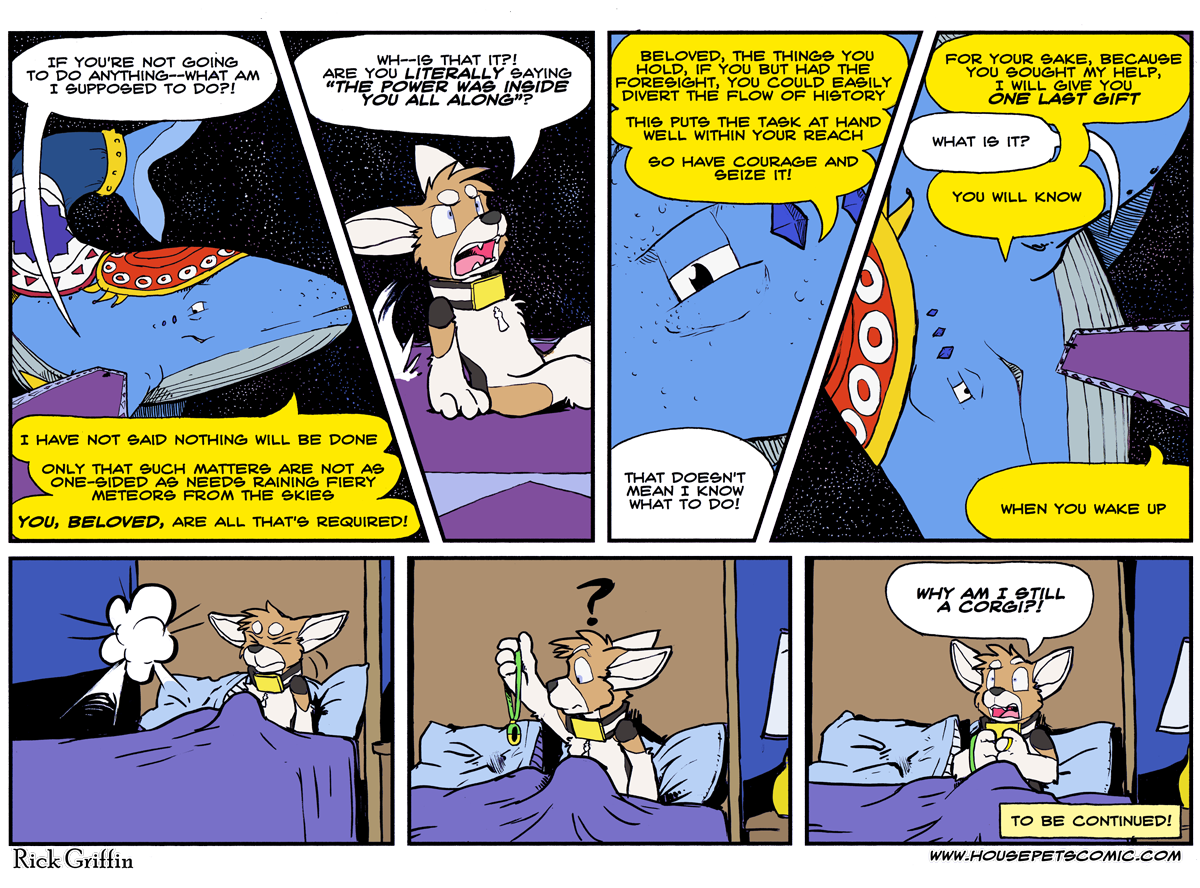 IF YOU'RE NOT GOING
TO DO ANYTHING--WHAT AM
I SUPPOSED TO DO?!
I HAVE NOT SAID NOTHING WILL BE DONE
ONLY THAT SUCH MATTERS ARE NOT AS
ONE-SIDED AS NEEDS RAINING FIERY
METEORS FROM THE SKIES
YOU, BELOVED, ARE ALL THAT'S REQUIRED!
WH--IS THAT IT?!
ARE YOU LITERALLY SAYING
"THE POWER WAS INSIDE
YOU ALL ALONG"?
BELOVED, THE THINGS YOU
HOLD, IF YOU BUT HAD THE
FORESIGHT, YOU COULD EASILY
DIVERT THE FLOW OF HISTORY
THIS PUTS THE TASK AT HAND
WELL WITHIN YOUR REACH
SO HAVE COURAGE AND
SEIZE IT!
THAT DOESN'T
MEAN I KNOW
WHAT TO DO!
FOR YOUR SAKE, BECAUSE
YOU SOUGHT MY HELP,
I WILL GIVE YOU
ONE LAST GIFT
WHAT IS IT?
YOU WILL KNOW
WHEN YOU WAKE UP
?
WHY AM I STILL
A CORGI?!
TO BE CONTINUED!
Rick Griffin
WWW.HOUSEPETSCOMIC.COM